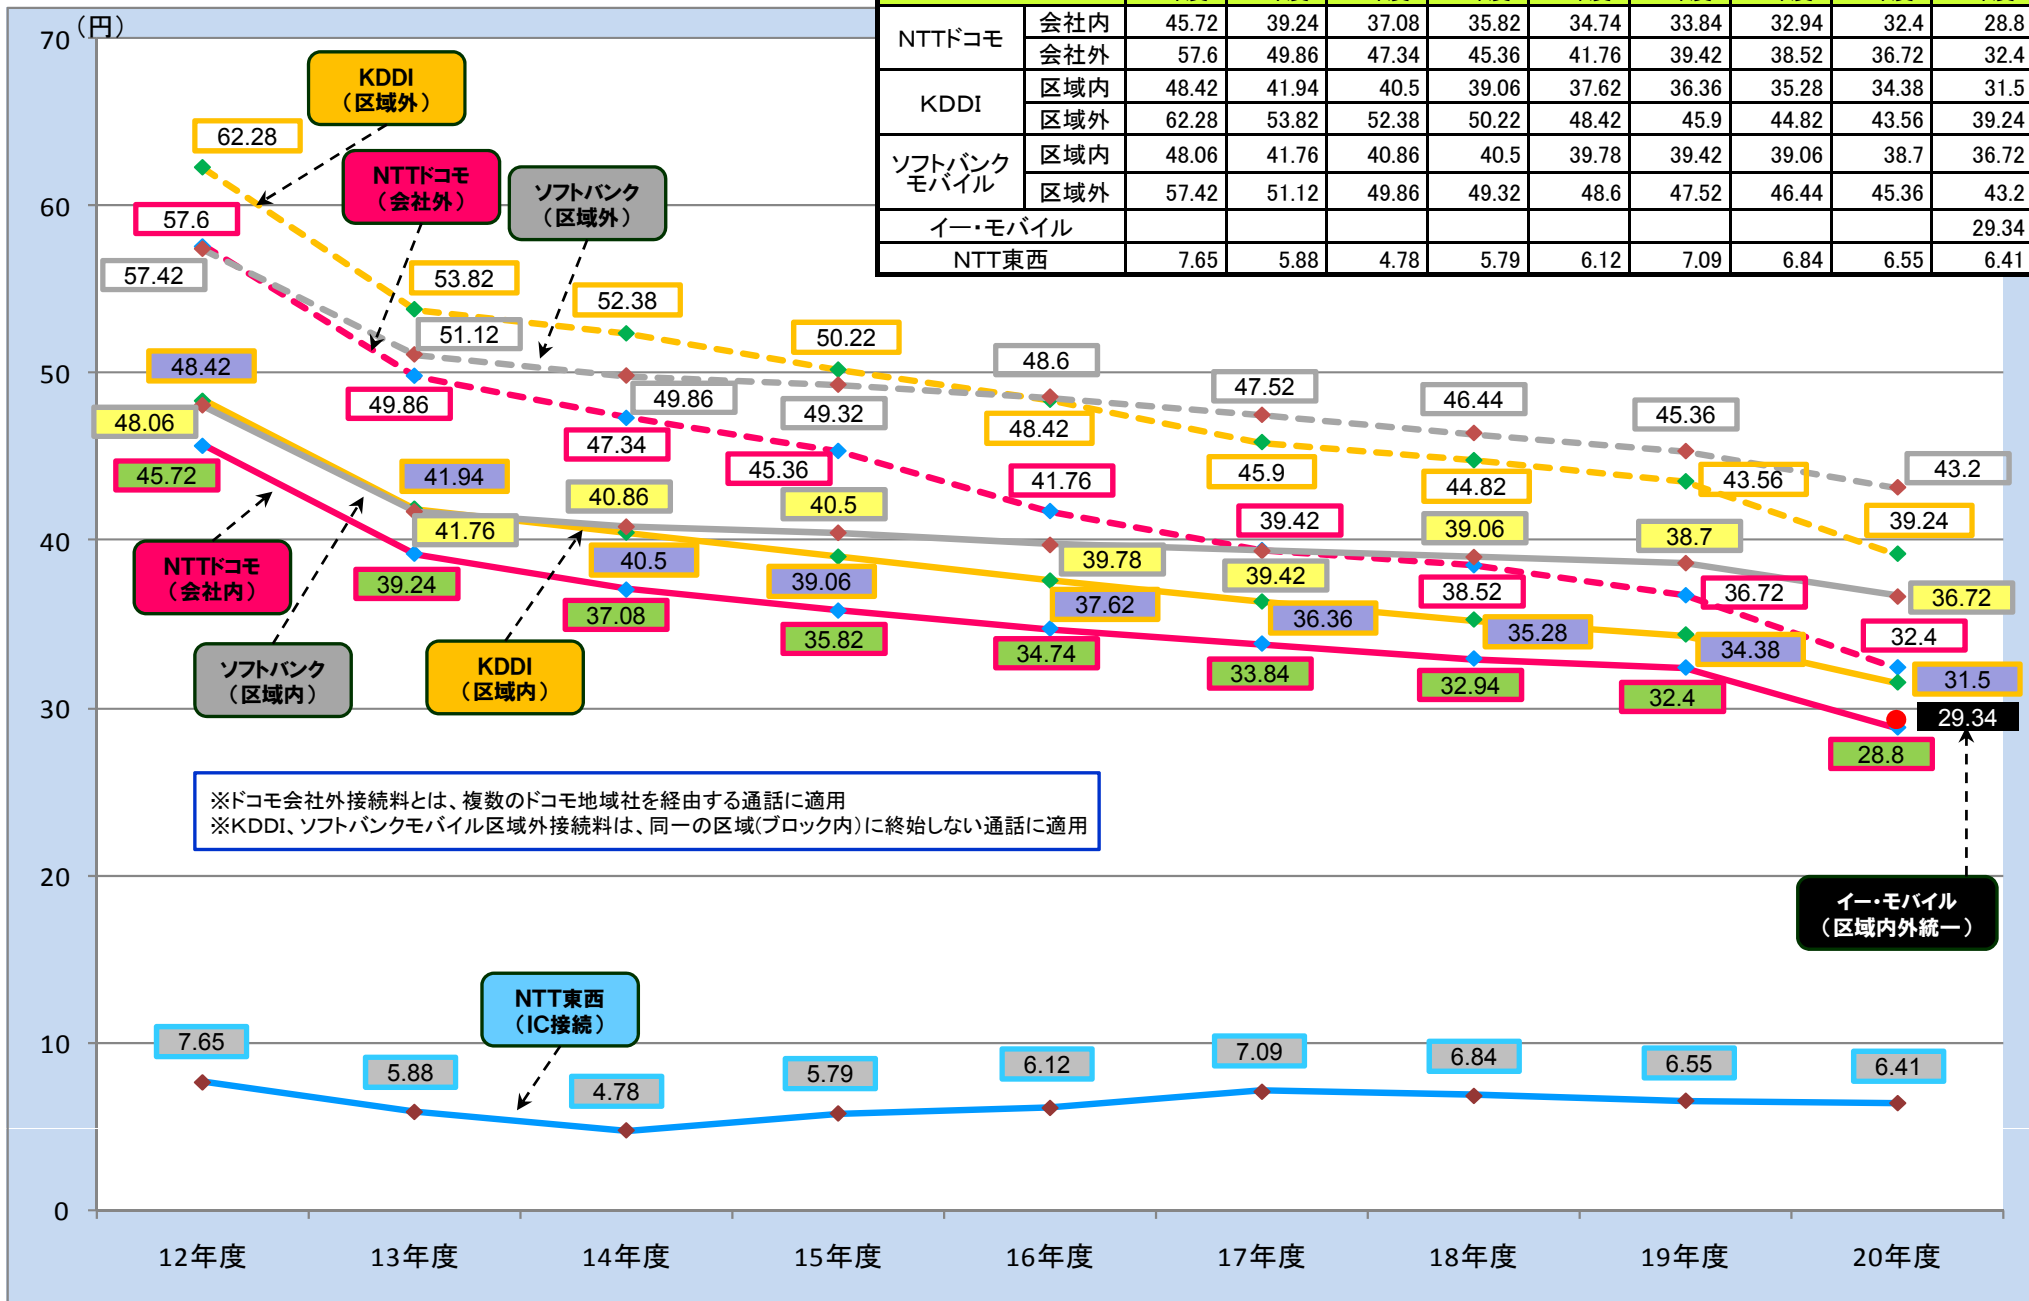 (円)
NTTドコモ 会社内 45.72 39.24 37.08 35.82 34.74 33.84 32.94 32.4 28.8
会社外 57.6 49.86 47.34 45.36 41.76 39.42 38.52 36.72 32.4
KDDI 区域内 48.42 41.94 40.5 39.06 37.62 36.36 35.28 34.38 31.5
区域外 62.28 53.82 52.38 50.22 48.42 45.9 44.82 43.56 39.24
ソフトバンク
モバイル
区域内 48.06 41.76 40.86 40.5 39.78 39.42 39.06 38.7 36.72
区域外 57.42 51.12 49.86 49.32 48.6 47.52 46.44 45.36 43.2
イー・モバイル 29.34
NTT東西 7.65 5.88 4.78 5.79 6.12 7.09 6.84 6.55 6.41
70
60
50
40
30
20
10
0
KDDI
(区域外)
NTTドコモ
(会社外)
ソフトバンク
(区域外)
62.28
53.82
52.38
50.22
48.42
45.9
44.82
43.56
39.24
57.6
49.86
47.34
45.36
41.76
39.42
38.52
36.72
32.4
57.42
51.12
49.86
49.32
48.6
47.52
46.44
45.36
43.2
48.42
41.94
40.5
39.06
37.62
36.36
35.28
34.38
31.5
48.06
41.76
40.86
40.5
39.78
39.42
39.06
38.7
36.72
45.72
39.24
37.08
35.82
34.74
33.84
32.94
32.4
28.8
29.34
NTTドコモ
(会社内)
ソフトバンク
(区域内)
KDDI
(区域内)
※ドコモ会社外接続料とは、複数のドコモ地域社を経由する通話に適用
※KDDI、ソフトバンクモバイル区域外接続料は、同一の区域(ブロック内)に終始しない通話に適用
イー・モバイル
(区域内外統一)
NTT東西
(IC接続)
7.65
5.88
4.78
5.79
6.12
7.09
6.84
6.55
6.41
12年度 13年度 14年度 15年度 16年度 17年度 18年度 19年度 20年度